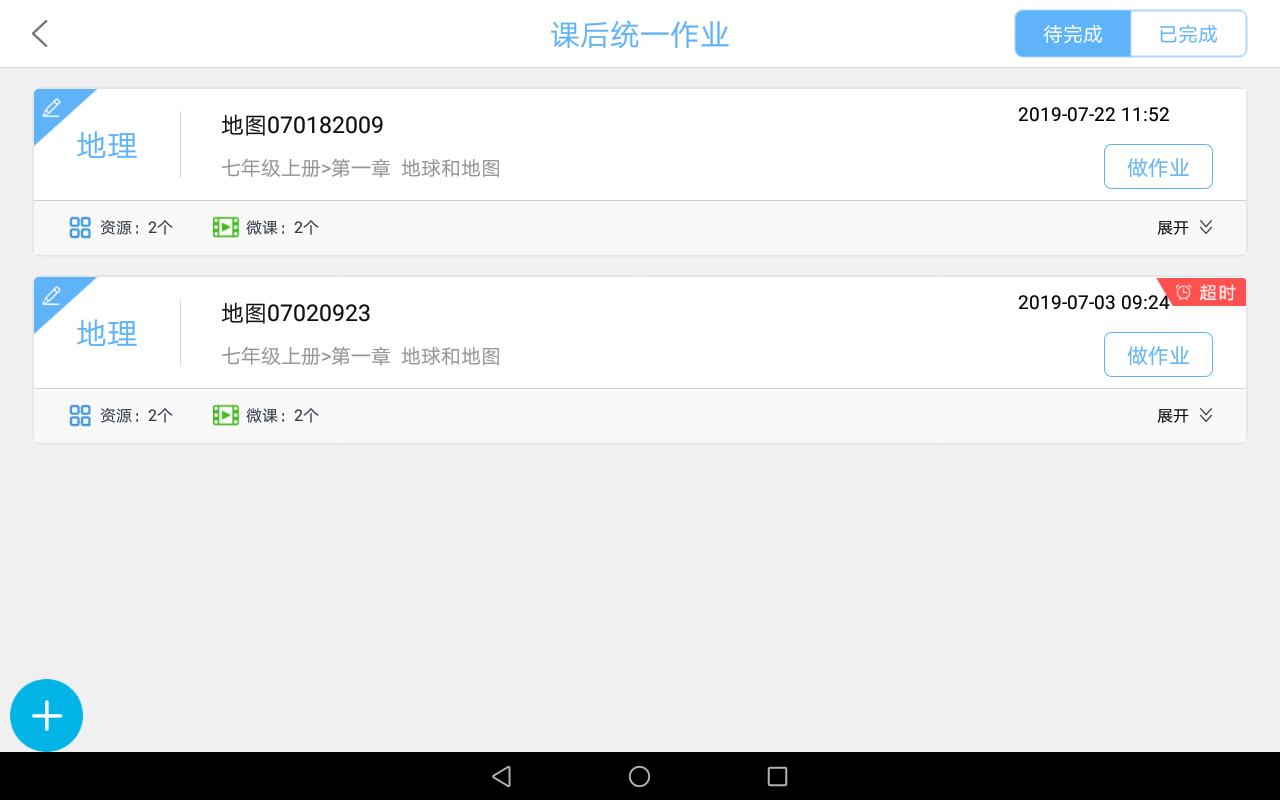 课后统一作业
待完成
已完成
地理
地图070182009
2019-07-22 11:52
七年级上册>第一章 地球和地图
做作业
资源：2个
微课：2个
展开
地理
地图07020923
2019-07-03 09:24
超时
七年级上册>第一章 地球和地图
做作业
资源：2个
微课：2个
展开